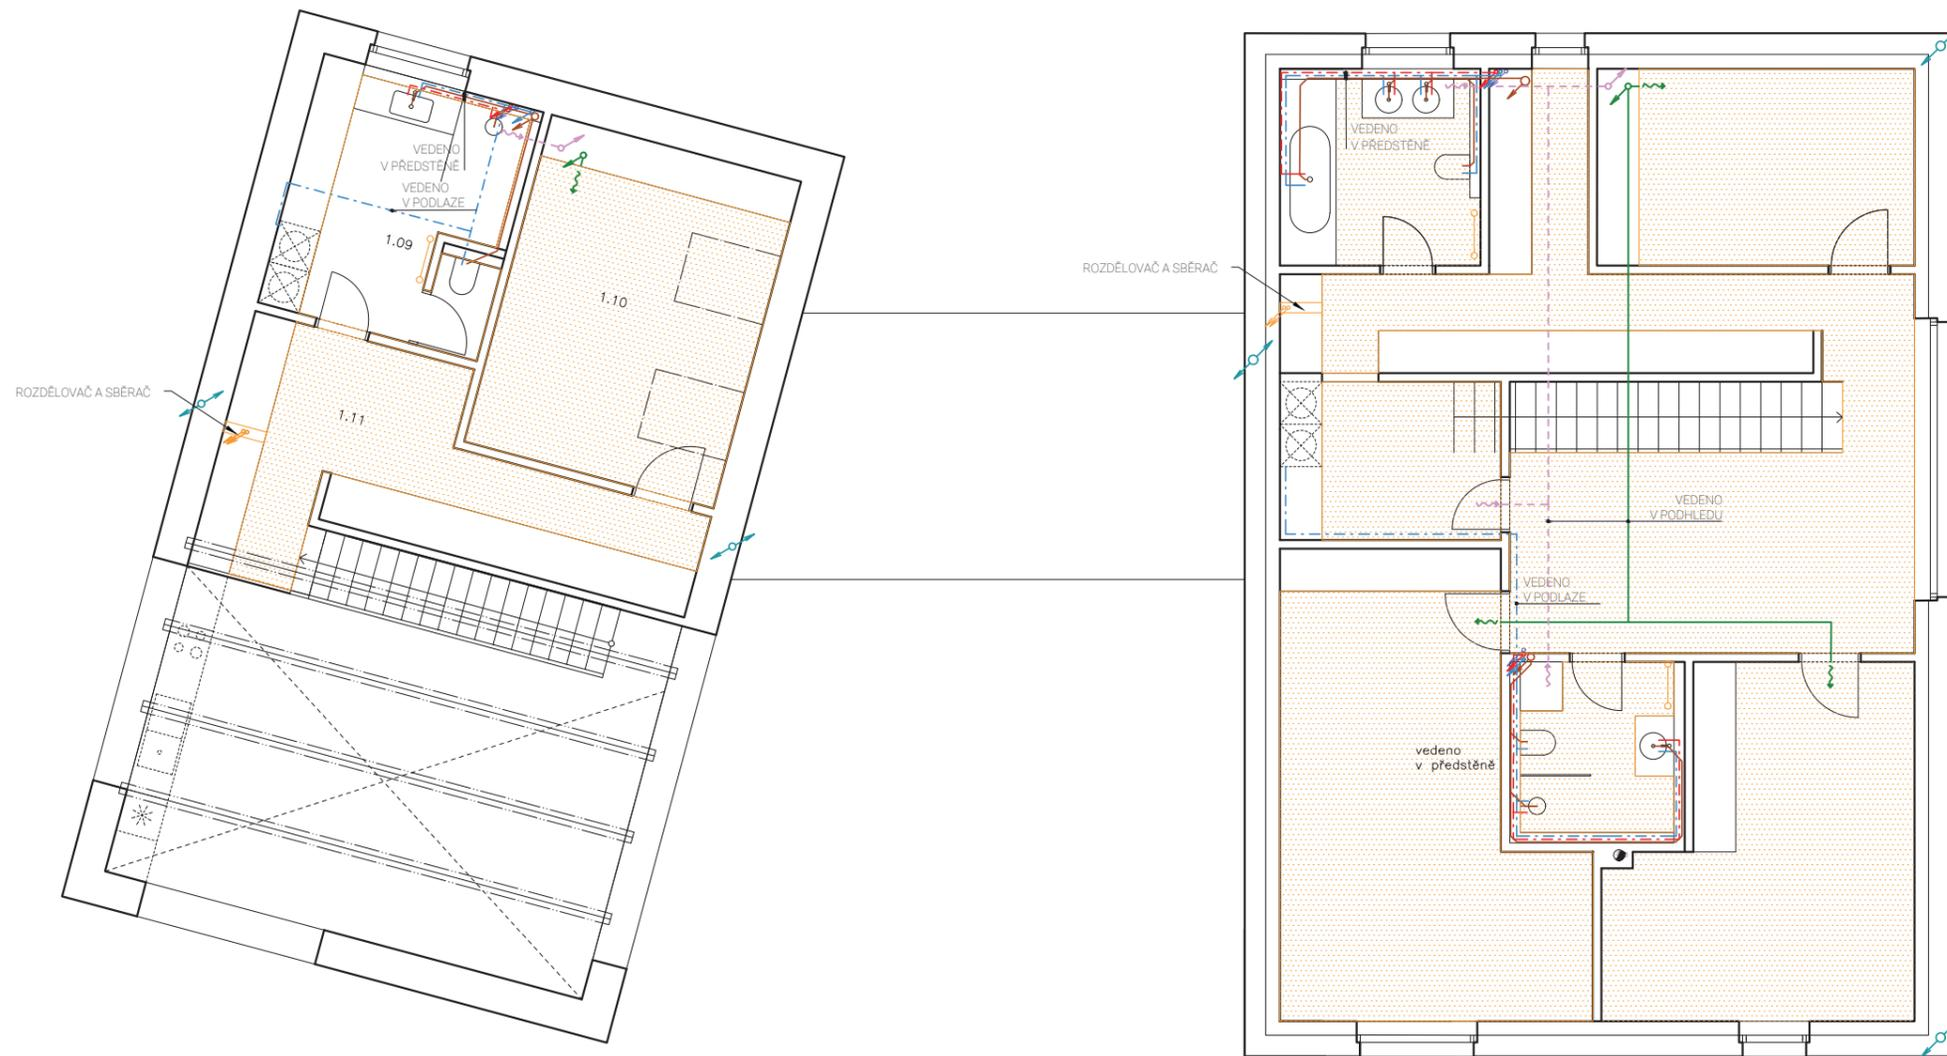 VEDENO
V PŘEDSTĚNĚ
VEDENO
V PODLAZE
1.09
1.10
ROZDĚLOVAČ A SBĚRAČ
1.11
VEDENO
V PŘEDSTĚNĚ
ROZDĚLOVAČ A SBĚRAČ
VEDENO
V PODHLEDU
VEDENO
V PODLAZE
vedeno
v předstěně